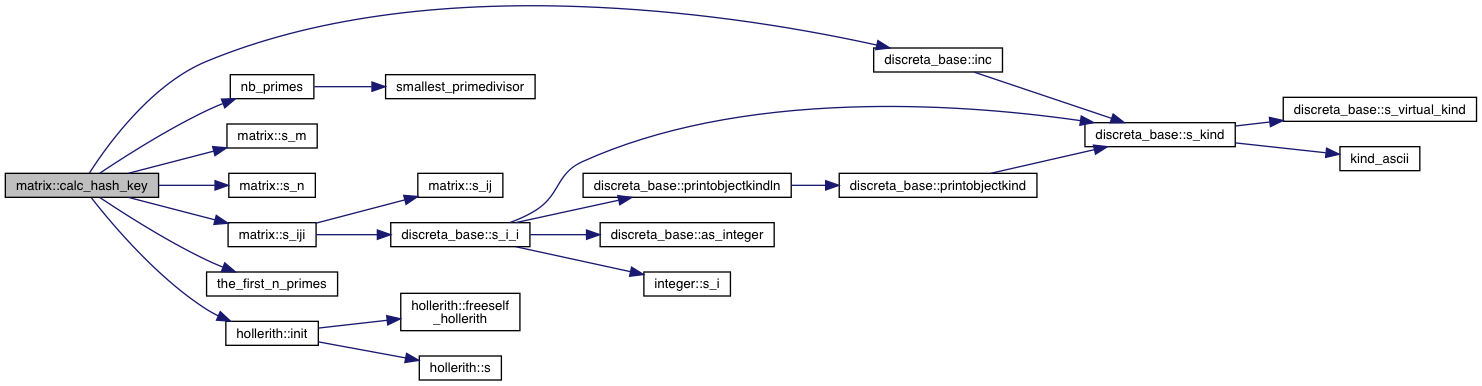 matrix::calc_hash_key
discreta_base::inc
nb_primes
smallest_primedivisor
matrix::s_m
matrix::s_n
matrix::s_iji
matrix::s_ij
discreta_base::s_i_i
discreta_base::printobjectkindln
discreta_base::printobjectkind
discreta_base::s_kind
discreta_base::s_virtual_kind
kind_ascii
discreta_base::as_integer
integer::s_i
the_first_n_primes
hollerith::init
hollerith::freeself
_hollerith
hollerith::s